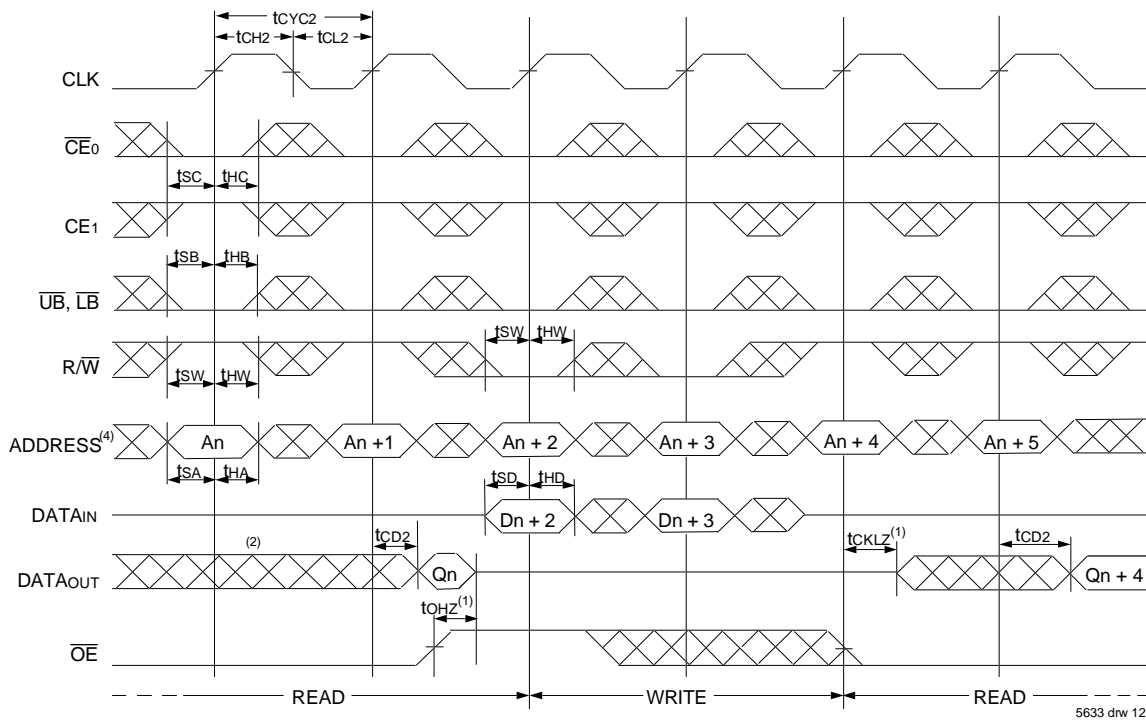 tCYC2
tCH2 tCL2
CLK
CE0
tSC tHC
CE1
tSB tHB
UB, LB
tSW tHW
R/W
tSW tHW
ADDRESS(4) An An +1 An + 2 An + 3 An + 4 An + 5
tSA tHA tSD tHD
DATAIN Dn + 2 Dn + 3
(2) tCD2 tCKLZ(1) tCD2
DATAOUT Qn Qn + 4
tOHZ(1)
OE
READ WRITE READ
5633 drw 12